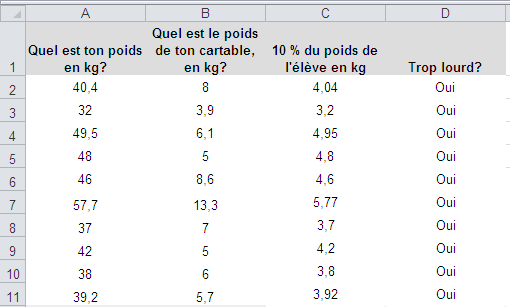 A B C D
1 Quel est ton poids en kg? Quel est le poids de ton cartable, en kg? 10 % du poids de l'élève en kg Trop lourd?
2 40,4 8 4,04 Oui
3 32 3,9 3,2 Oui
4 49,5 6,1 4,95 Oui
5 48 5 4,8 Oui
6 46 8,6 4,6 Oui
7 57,7 13,3 5,77 Oui
8 37 7 3,7 Oui
9 42 5 4,2 Oui
10 38 6 3,8 Oui
11 39,2 5,7 3,92 Oui